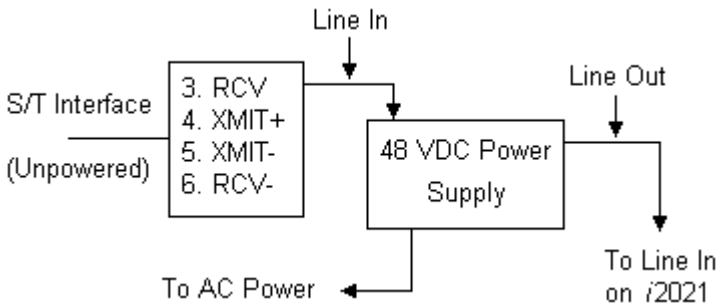 Line In
Line Out
S/T Interface
(Unpowered)
3. RCV
4. XMIT+
5. XMIT-
6. RCV-
48 VDC Power
Supply
To AC Power
To Line In
on i2021